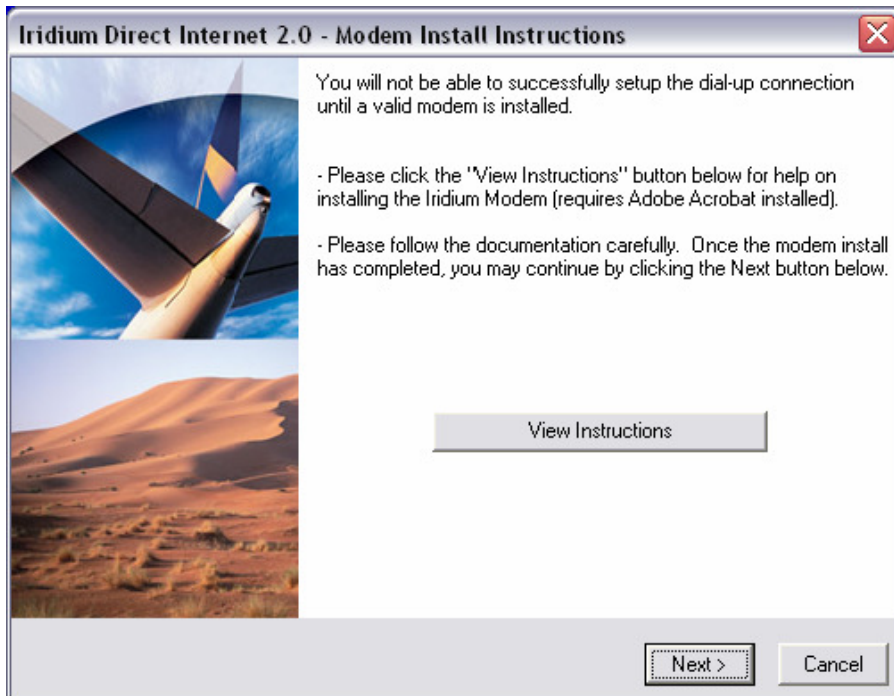 Iridium Direct Internet 2.0 - Modem Install Instructions
You will not be able to successfully setup the dial-up connection
until a valid modem is installed.
- Please click the "View Instructions" button below for help on
installing the Iridium Modem (requires Adobe Acrobat installed).
- Please follow the documentation carefully.  Once the modem install
has completed, you may continue by clicking the Next button below.
View Instructions
Next >
Cancel